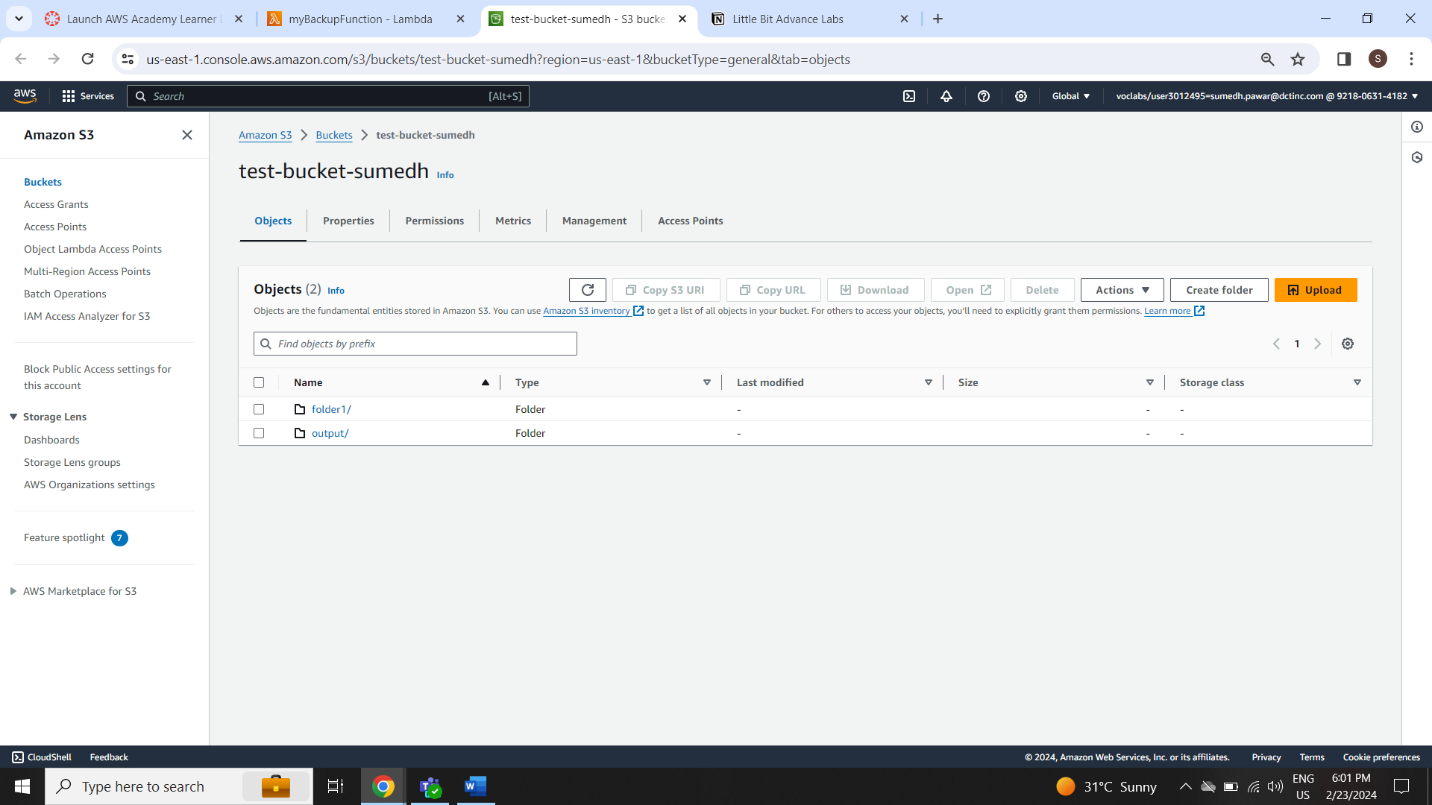 Launch AWS Academy Learner
myBackupFunction - Lambda
test-bucket-sumedh - S3 bucke
Little Bit Advance Labs
us-east-1.console.aws.amazon.com/s3/buckets/test-bucket-sumedh?region=us-east-1&bucketType=general&tab=objects
S
aws
Services
Search
[Alt+S]
Global
voclabs/user3012495=sumedh.pawar@dctinc.com @ 9218-0631-4182
Amazon S3
Buckets
Access Grants
Access Points
Object Lambda Access Points
Multi-Region Access Points
Batch Operations
IAM Access Analyzer for S3
Block Public Access settings for
this account
Storage Lens
Dashboards
Storage Lens groups
AWS Organizations settings
Feature spotlight 7
AWS Marketplace for S3
Amazon S3 > Buckets > test-bucket-sumedh
test-bucket-sumedh Info
Objects
Properties
Permissions
Metrics
Management
Access Points
Objects (2) Info
Copy S3 URI
Copy URL
Download
Open
Delete
Actions
Create folder
Upload
Objects are the fundamental entities stored in Amazon S3. You can use Amazon S3 inventory to get a list of all objects in your bucket. For others to access your objects, you'll need to explicitly grant them permissions. Learn more
Find objects by prefix
1
Name Type Last modified Size Storage class
folder1/ Folder - - -
output/ Folder - - -
CloudShell Feedback
© 2024, Amazon Web Services, Inc. or its affiliates. Privacy Terms Cookie preferences
Type here to search
31°C Sunny
ENG
US
6:01 PM
2/23/2024